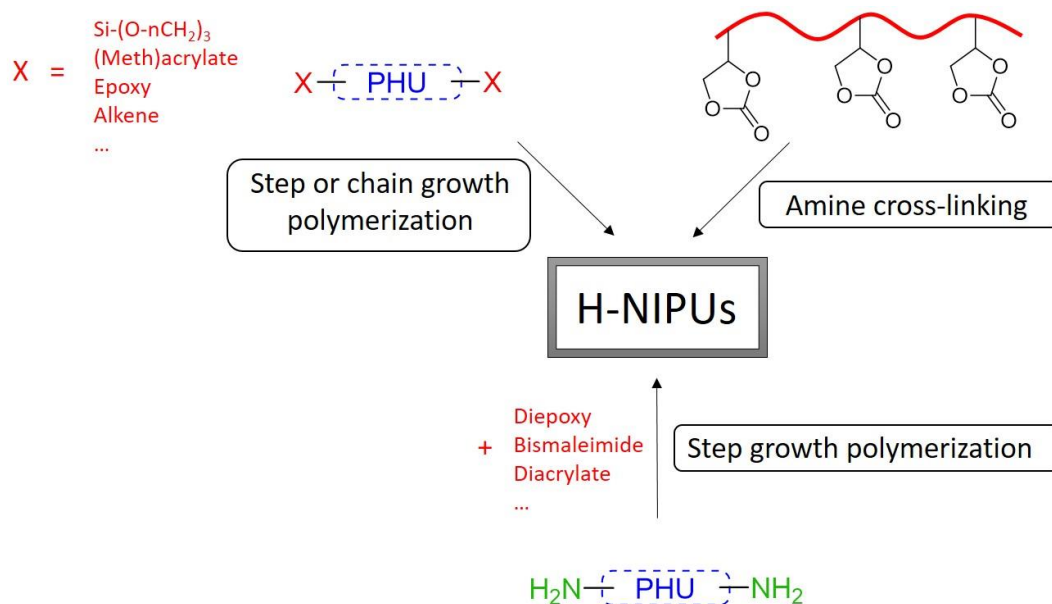 X =
Si-(O-nCH₂)₃
(Meth)acrylate
Epoxy
Alkene
...
X PHU X
O
O
O
O
O
O
O
O
O
Step or chain growth
polymerization
Amine cross-linking
H-NIPUs
+
Diepoxy
Bismaleimide
Diacrylate
...
Step growth polymerization
H₂N PHU NH₂